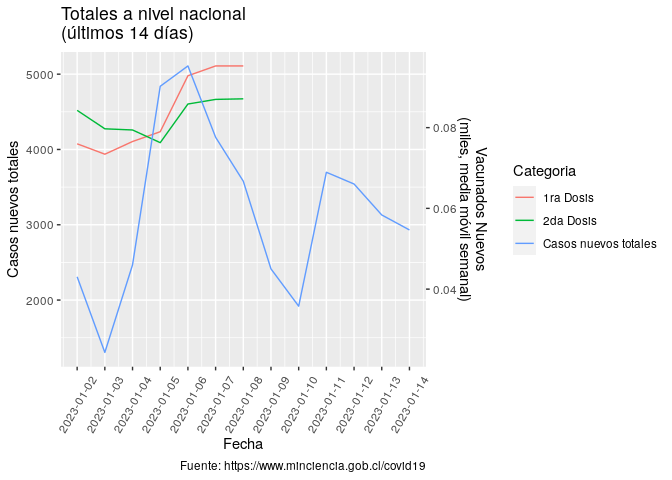 Totales a nivel nacional
(últimos 14 días)
5000
4000
3000
2000
Casos nuevos totales
0.08
0.06
0.04
Vacunados Nuevos
(miles, media móvil semanal)
Categoria
1ra Dosis
2da Dosis
Casos nuevos totales
2023-01-02
2023-01-03
2023-01-04
2023-01-05
2023-01-06
2023-01-07
2023-01-08
2023-01-09
2023-01-10
2023-01-11
2023-01-12
2023-01-13
2023-01-14
Fecha
Fuente: https://www.minciencia.gob.cl/covid19